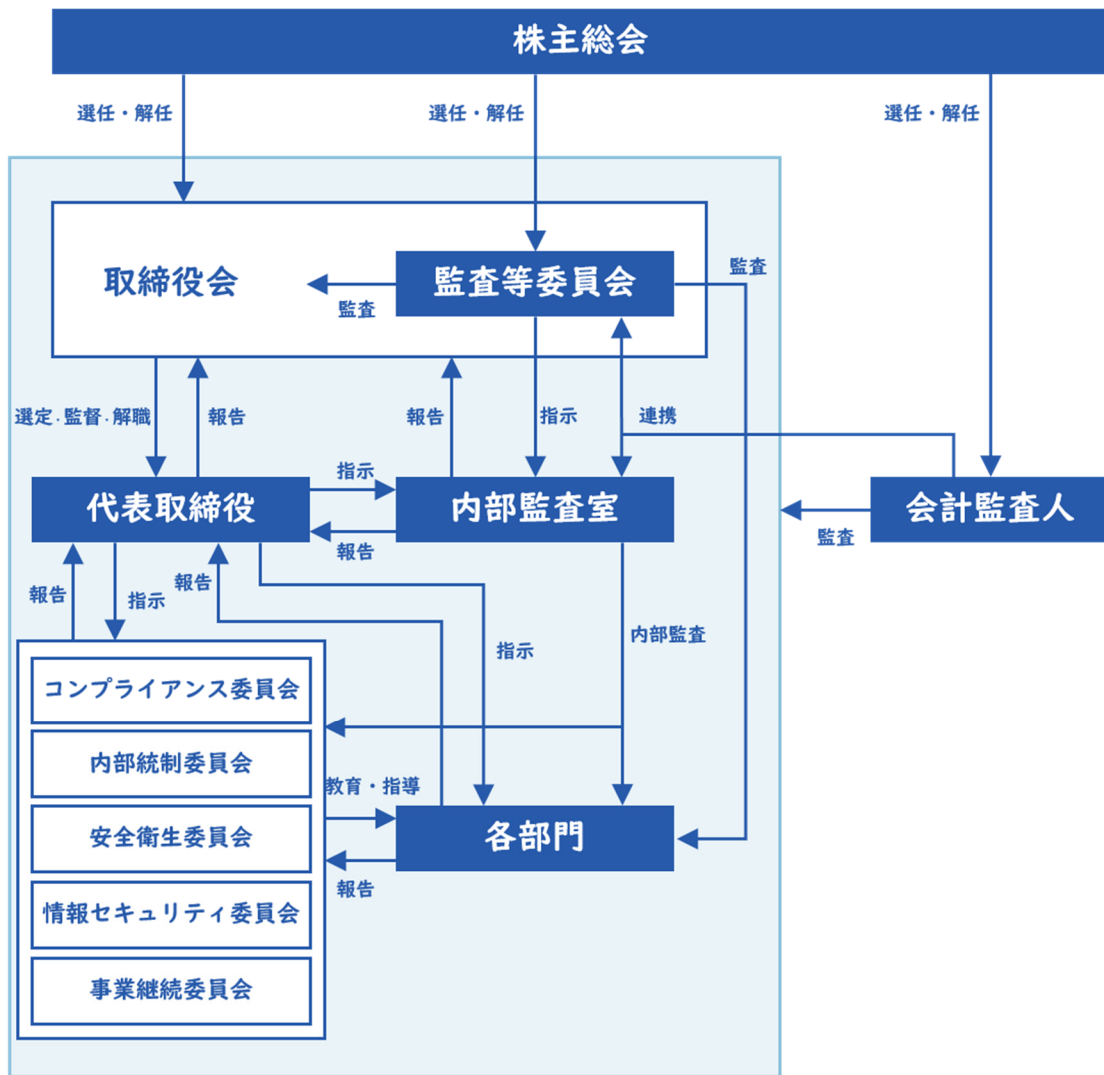 株主総会
選任・解任
選任・解任
選任・解任
取締役会
監査等委員会
監査
監査
選定.監督.解職
報告
報告
指示
連携
代表取締役
指示
報告
内部監査室
会計監査人
監査
報告
指示
報告
指示
内部監査
コンプライアンス委員会
内部統制委員会
安全衛生委員会
情報セキュリティ委員会
事業継続委員会
教育・指導
報告
各部門